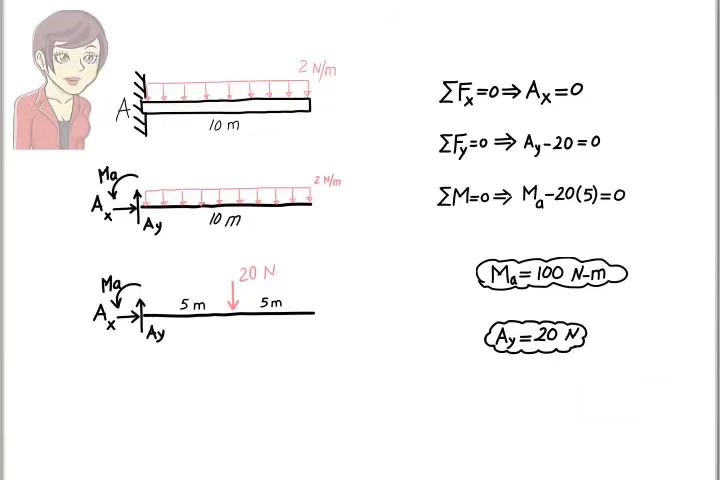 2 N/m
A
10 m
Ma
2 N/m
Ax
Ay
10 m
Ma
20 N
5 m
5 m
Ax
Ay
ΣFx=0⇒Ax=0
ΣFy=0⇒Ay-20=0
ΣM=0⇒Ma-20(5)=0
Ma=100 N-m
Ay=20 N